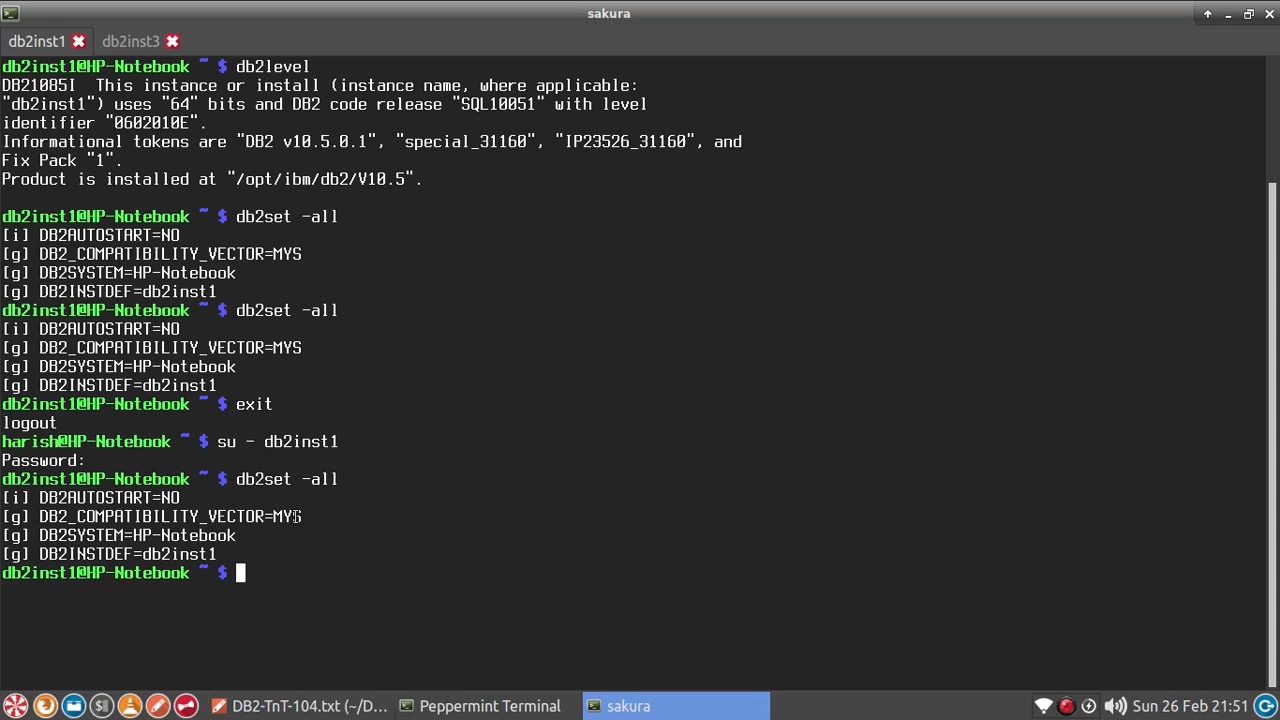 sakura
db2inst1
db2inst3
db2inst1@HP-Notebook ~ $ db2level
DB21085I  This instance or install (instance name, where applicable:
"db2inst1") uses "64" bits and DB2 code release "SQL10051" with level
identifier "0602010E".
Informational tokens are "DB2 v10.5.0.1", "special_31160", "IP23526_31160", and
Fix Pack "1".
Product is installed at "/opt/ibm/db2/V10.5".
db2inst1@HP-Notebook ~ $ db2set -all
[i] DB2AUTOSTART=NO
[g] DB2_COMPATIBILITY_VECTOR=MYS
[g] DB2SYSTEM=HP-Notebook
[g] DB2INSTDEF=db2inst1
db2inst1@HP-Notebook ~ $ db2set -all
[i] DB2AUTOSTART=NO
[g] DB2_COMPATIBILITY_VECTOR=MYS
[g] DB2SYSTEM=HP-Notebook
[g] DB2INSTDEF=db2inst1
db2inst1@HP-Notebook ~ $ exit
logout
harish@HP-Notebook ~ $ su - db2inst1
Password:
db2inst1@HP-Notebook ~ $ db2set -all
[i] DB2AUTOSTART=NO
[g] DB2_COMPATIBILITY_VECTOR=MYS
[g] DB2SYSTEM=HP-Notebook
[g] DB2INSTDEF=db2inst1
db2inst1@HP-Notebook ~ $
DB2-TnT-104.txt (~/D...
Peppermint Terminal
sakura
Sun 26 Feb 21:51